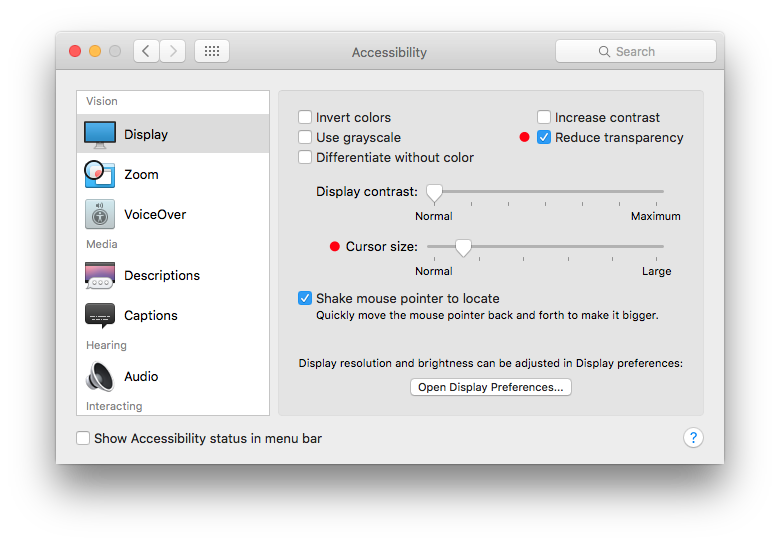 Accessibility
Search
Vision
Display
Zoom
VoiceOver
Media
Descriptions
Captions
Hearing
Audio
Interacting
Invert colors
Increase contrast
Use grayscale
Reduce transparency
Differentiate without color
Display contrast:
Normal Maximum
Cursor size:
Normal Large
Shake mouse pointer to locate
Quickly move the mouse pointer back and forth to make it bigger.
Display resolution and brightness can be adjusted in Display preferences:
Open Display Preferences...
Show Accessibility status in menu bar
?